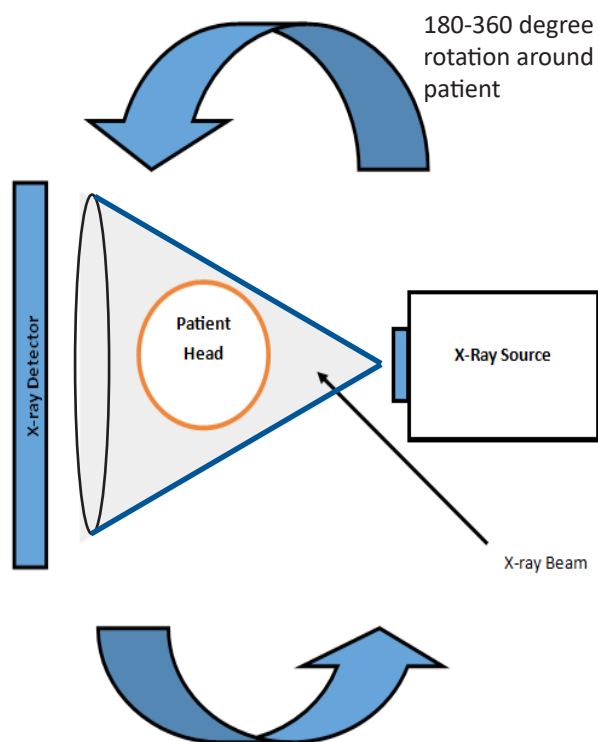 180-360 degree
rotation around
patient
Patient
Head
X-Ray Source
X-ray Detector
X-ray Beam